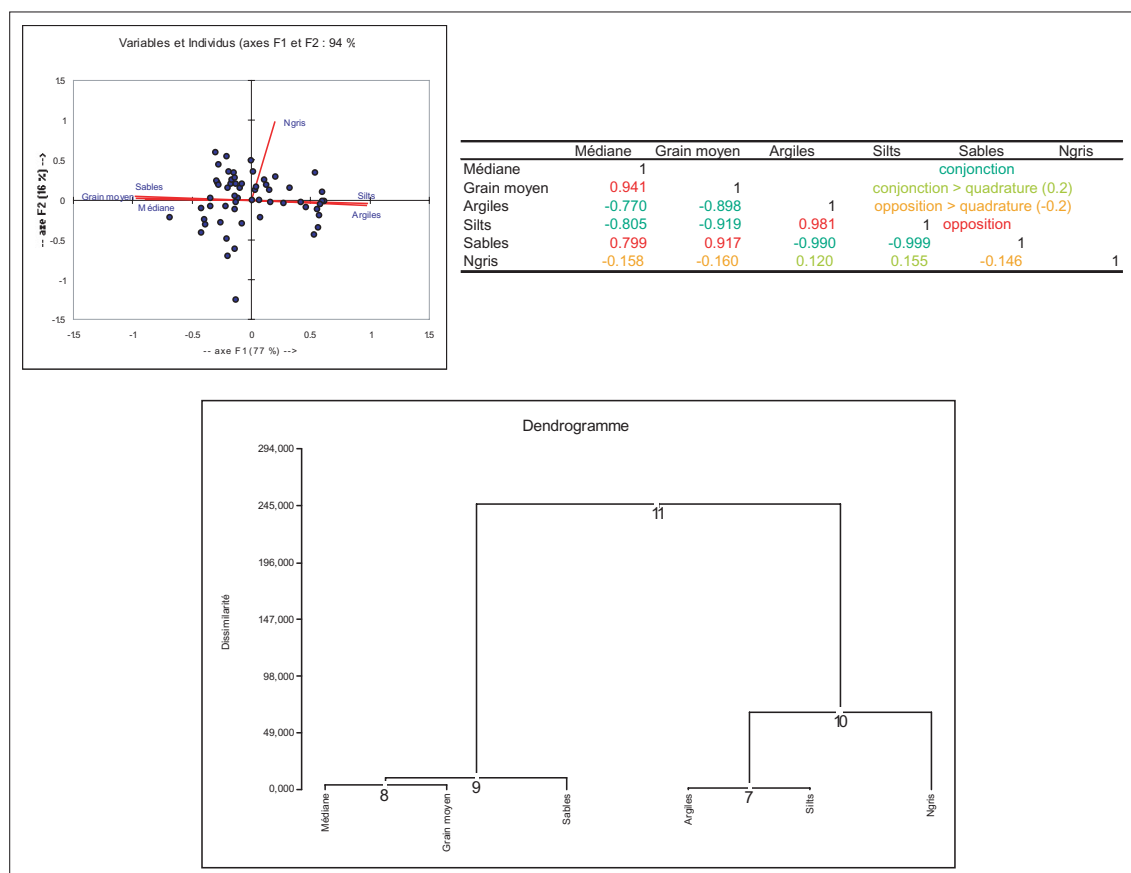 Variables et Individus (axes F1 et F2 : 94 %
-- axe F2 (16 %) -->
1.5
1
0.5
0
-0.5
-1
-1.5
Ngris
Sables
Grain moyen
Médiane
Silts
Argiles
-1.5 -1 -0.5 0 0.5 1 1.5
-- axe F1 (77 %) -->
Médiane Grain moyen Argiles Silts Sables Ngris
Médiane 1 conjonction
Grain moyen 0.941 1 conjonction > quadrature (0.2)
Argiles -0.770 -0.898 1 opposition > quadrature (-0.2)
Silts -0.805 -0.919 0.981 1 opposition
Sables 0.799 0.917 -0.990 -0.999 1
Ngris -0.158 -0.160 0.120 0.155 -0.146 1
Dendrogramme
Dissimilarité
294,000
245,000
196,000
147,000
98,000
49,000
0,000
11
10
9
8
7
Médiane
Grain moyen
Sables
Argiles
Silts
Ngris